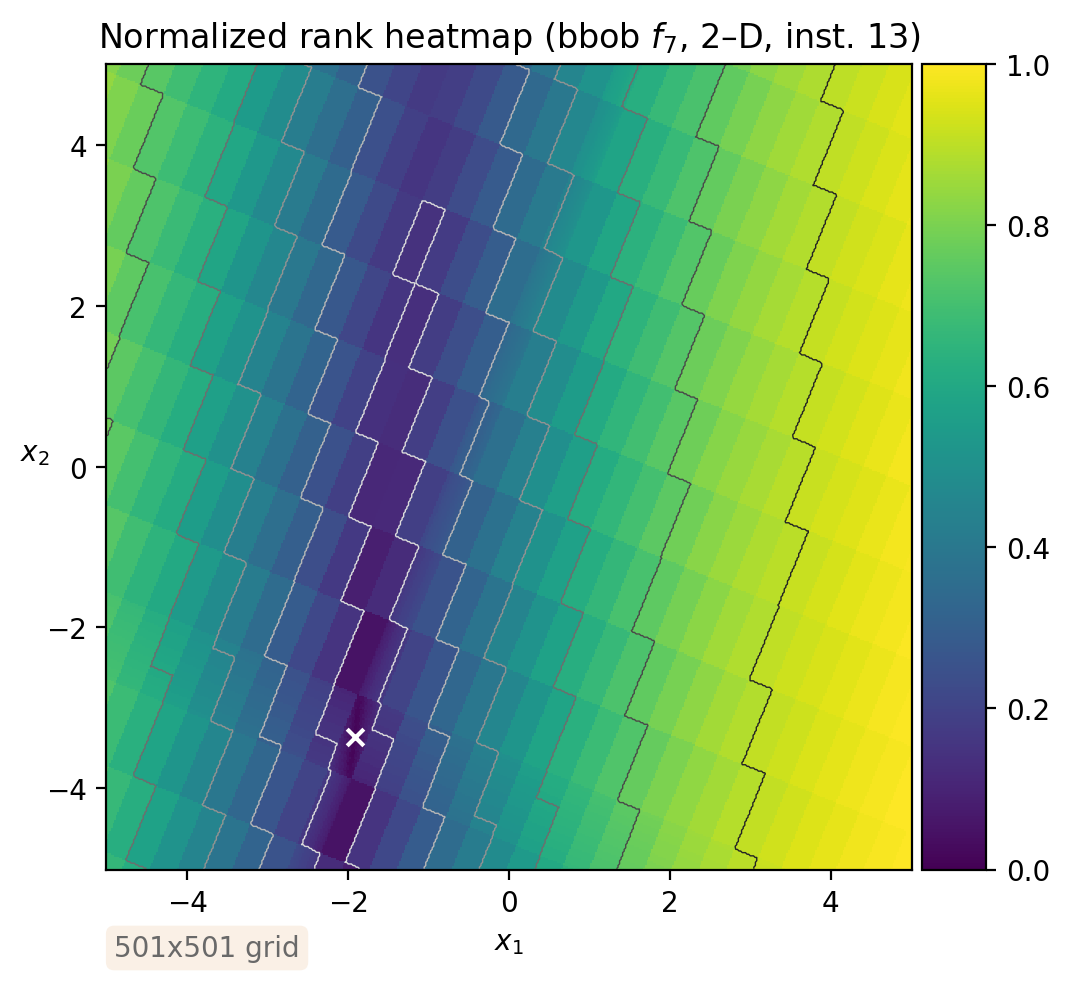 Normalized rank heatmap (bbob f₇, 2–D, inst. 13)
1.0
0.8
0.6
0.4
0.2
0.0
4
2
0
−2
−4
x₂
−4 −2 0 2 4
x₁
501x501 grid